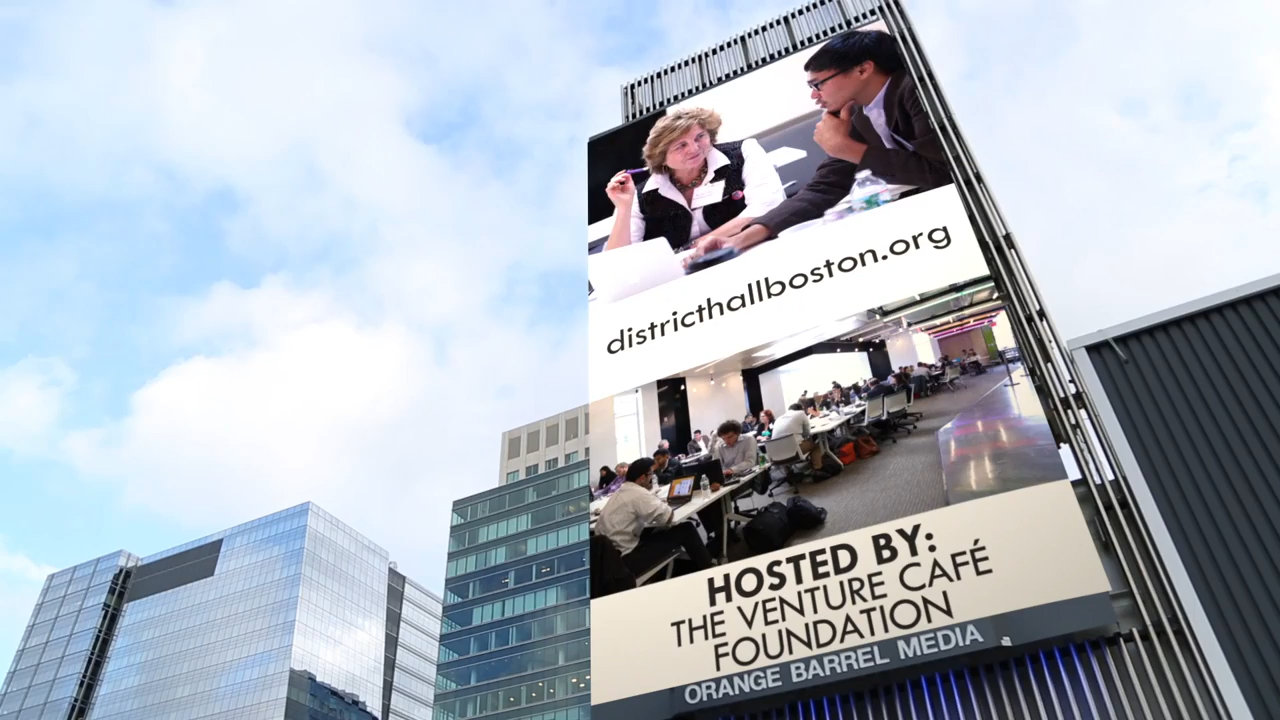 districthallboston.org
HOSTED BY:
THE VENTURE CAFÉ
FOUNDATION
ORANGE BARREL MEDIA